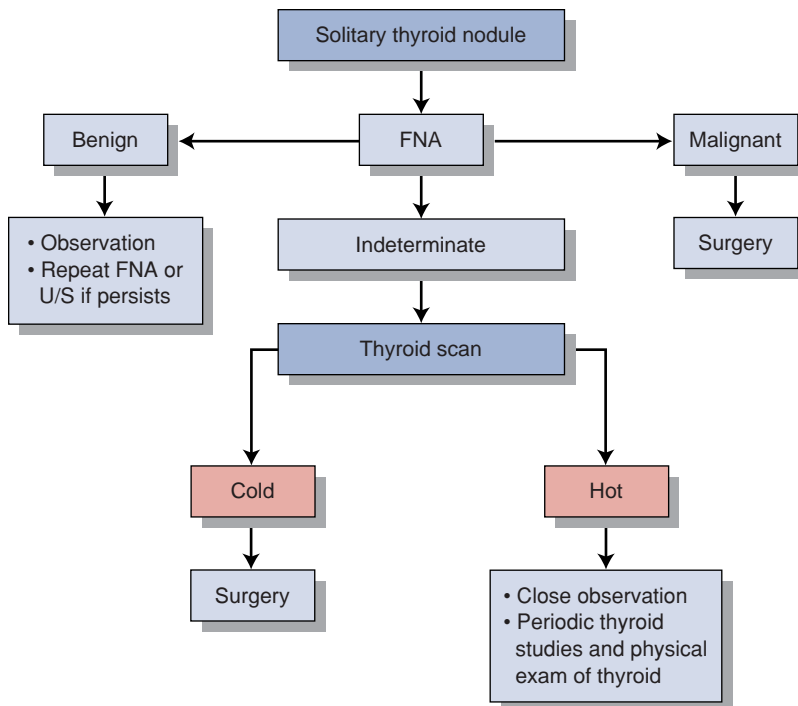 Solitary thyroid nodule
Benign
FNA
Malignant
• Observation
• Repeat FNA or
U/S if persists
Indeterminate
Surgery
Thyroid scan
Cold
Hot
Surgery
• Close observation
• Periodic thyroid
studies and physical
exam of thyroid